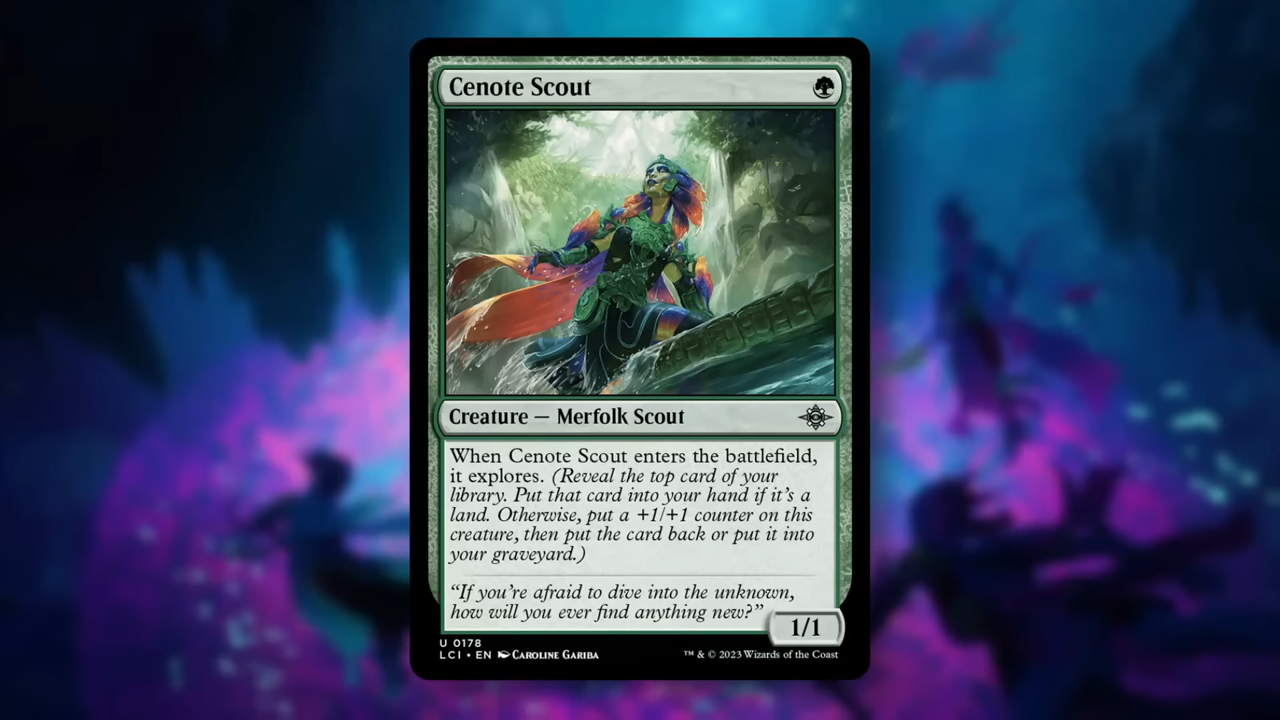 Cenote Scout
Creature — Merfolk Scout
When Cenote Scout enters the battlefield,
it explores. (Reveal the top card of your
library. Put that card into your hand if it's a
land. Otherwise, put a +1/+1 counter on this
creature, then put the card back or put it into
your graveyard.)
“If you're afraid to dive into the unknown,
how will you ever find anything new?”
1/1
U 0178
LCI • EN Caroline Gariba
™ & © 2023 Wizards of the Coast